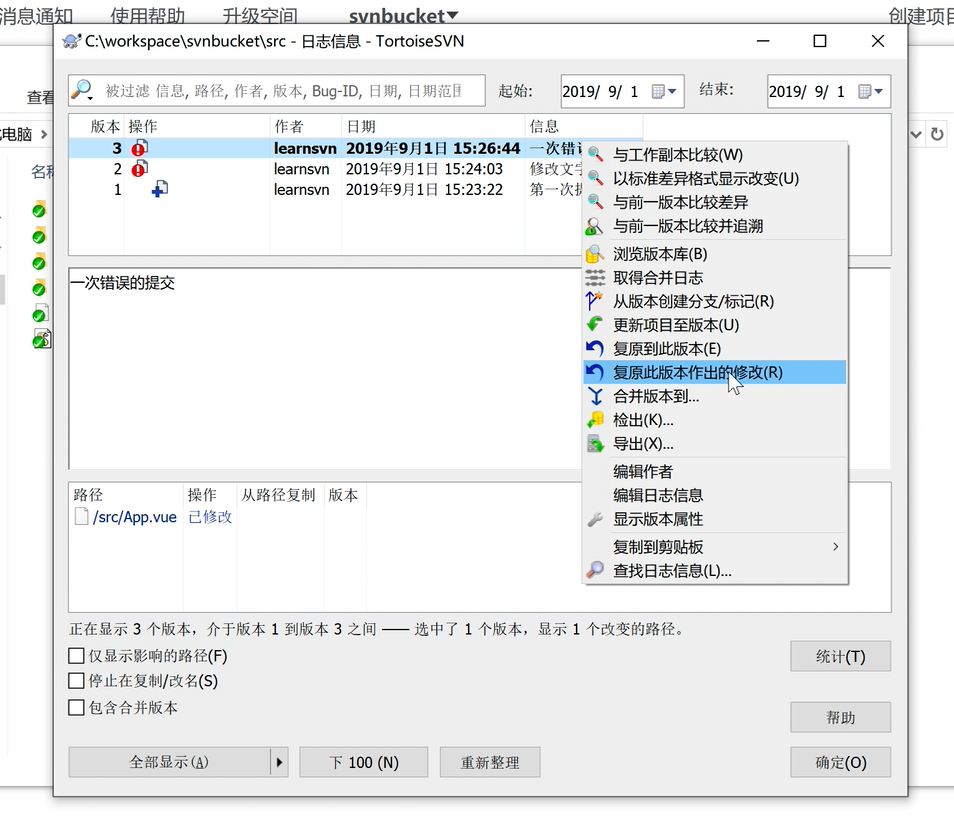 消息通知 使用帮助 升级空间 svnbucket 创建项目
C:\workspace\svnbucket\src - 日志信息 - TortoiseSVN
查看
被过滤 信息, 路径, 作者, 版本, Bug-ID, 日期, 日期范围 起始: 2019/ 9/ 1 结束: 2019/ 9/ 1
电脑
名称
版本 操作 作者 日期 信息
3 learnsvn 2019年9月1日 15:26:44 一次错误
2 learnsvn 2019年9月1日 15:24:03 修改文字
1 learnsvn 2019年9月1日 15:23:22 第一次提
与工作副本比较(W)
以标准差异格式显示改变(U)
与前一版本比较差异
与前一版本比较并追溯
浏览版本库(B)
取得合并日志
从版本创建分支/标记(R)
更新项目至版本(U)
复原到此版本(E)
复原此版本作出的修改(R)
合并版本到...
检出(K)...
导出(X)...
编辑作者
编辑日志信息
显示版本属性
复制到剪贴板
查找日志信息(L)...
一次错误的提交
路径 操作 从路径复制 版本
/src/App.vue 已修改
正在显示 3 个版本，介于版本 1 到版本 3 之间 —— 选中了 1 个版本，显示 1 个改变的路径。
仅显示影响的路径(F)
停止在复制/改名(S)
包含合并版本
统计(T)
帮助
全部显示(A) 下 100 (N) 重新整理 确定(O)